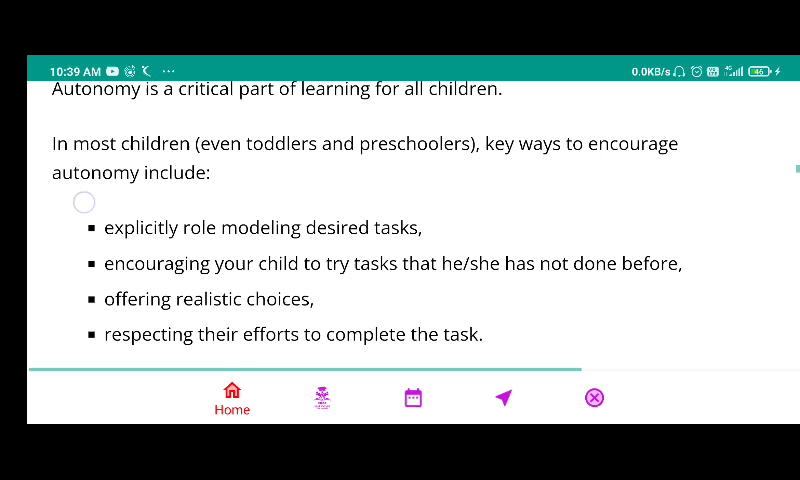 10:39 AM ... 0.0KB/s 4G 46
Autonomy is a critical part of learning for all children.
In most children (even toddlers and preschoolers), key ways to encourage
autonomy include:
▪ explicitly role modeling desired tasks,
▪ encouraging your child to try tasks that he/she has not done before,
▪ offering realistic choices,
▪ respecting their efforts to complete the task.
Home